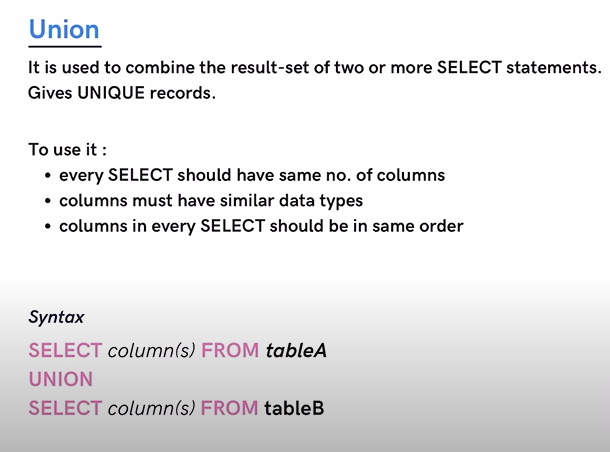 Union
It is used to combine the result-set of two or more SELECT statements.
Gives UNIQUE records.
To use it :
• every SELECT should have same no. of columns
• columns must have similar data types
• columns in every SELECT should be in same order
Syntax
SELECT column(s) FROM tableA
UNION
SELECT column(s) FROM tableB